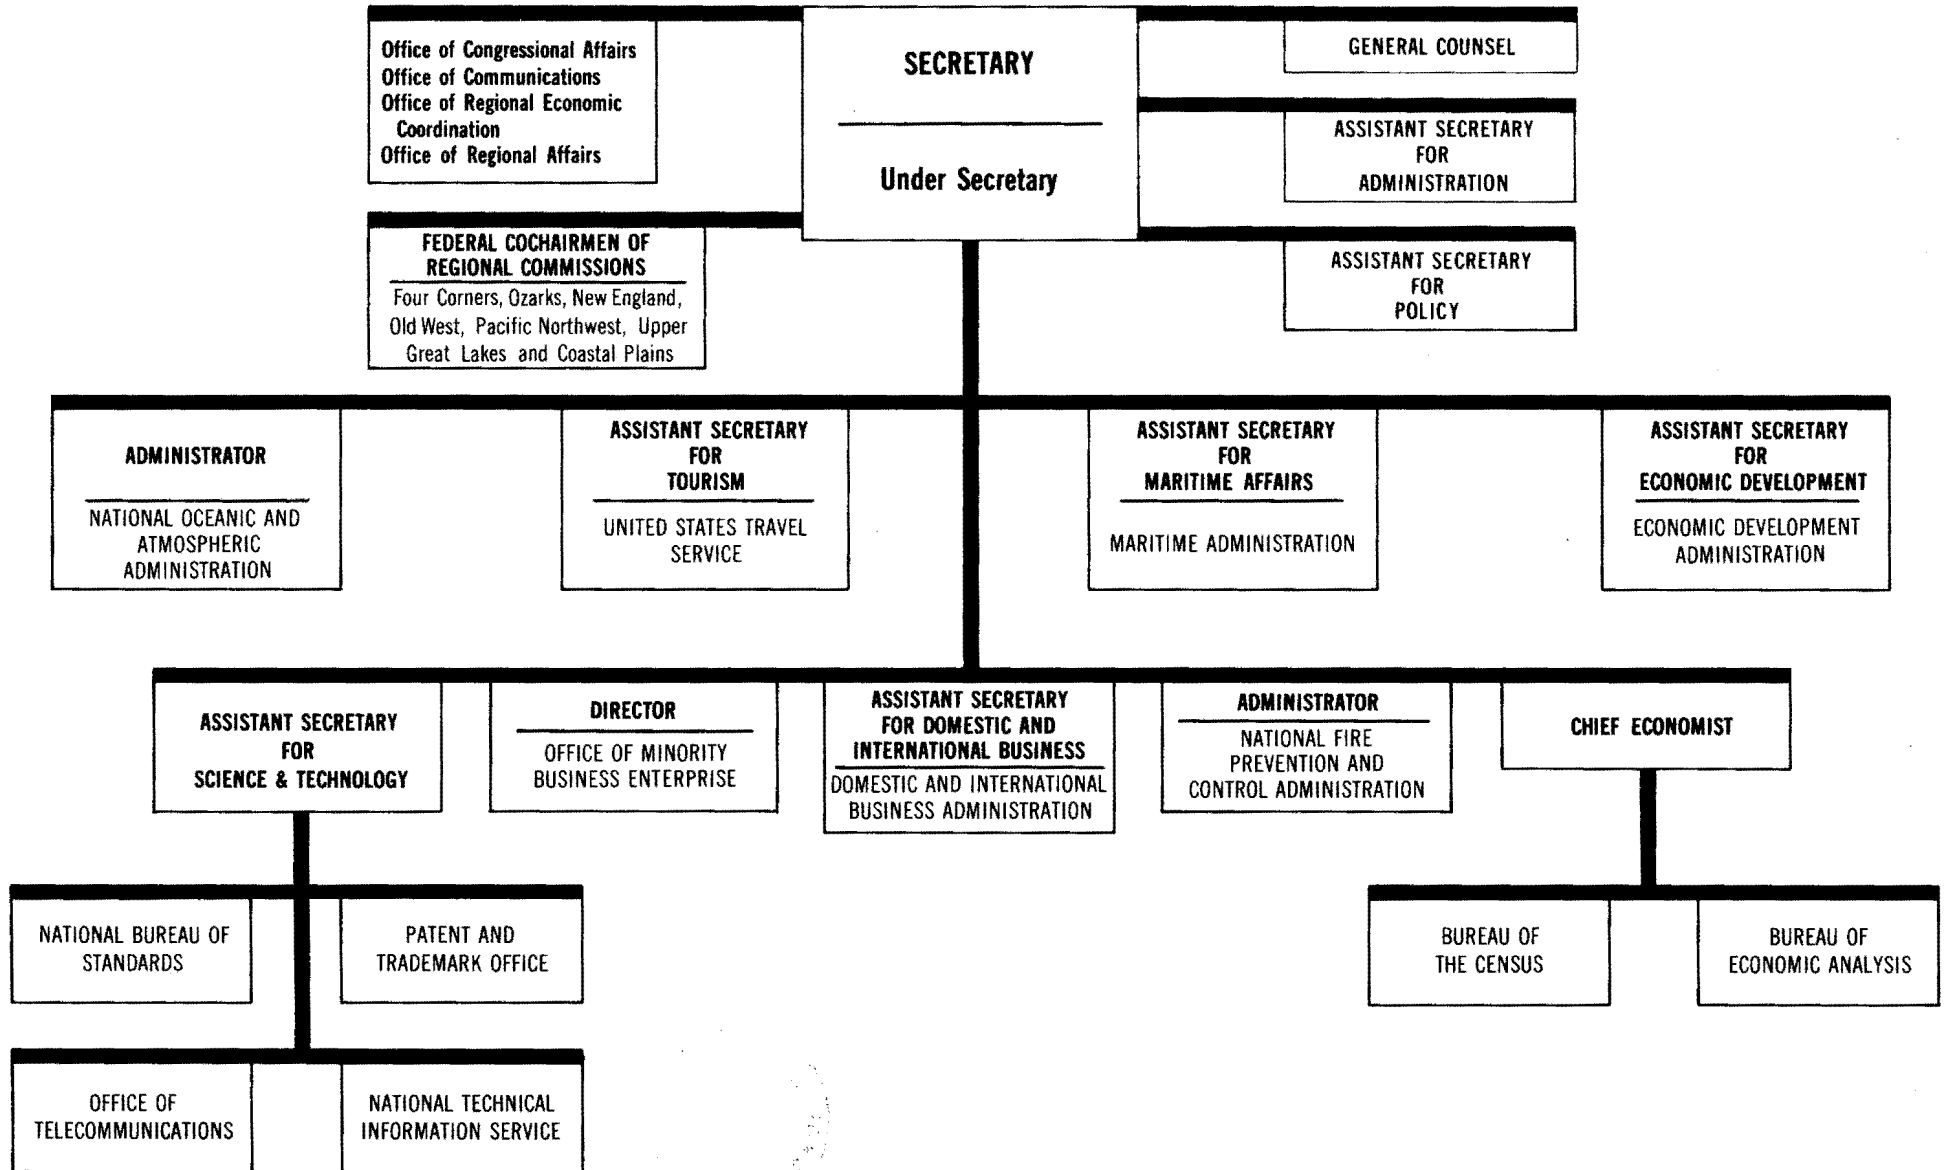 Office of Congressional Affairs
Office of Communications
Office of Regional Economic
Coordination
Office of Regional Affairs
SECRETARY
Under Secretary
GENERAL COUNSEL
ASSISTANT SECRETARY
FOR
ADMINISTRATION
FEDERAL COCHAIRMEN OF
REGIONAL COMMISSIONS
Four Corners, Ozarks, New England,
Old West, Pacific Northwest, Upper
Great Lakes and Coastal Plains
ASSISTANT SECRETARY
FOR
POLICY
ADMINISTRATOR
NATIONAL OCEANIC AND
ATMOSPHERIC
ADMINISTRATION
ASSISTANT SECRETARY
FOR
TOURISM
UNITED STATES TRAVEL
SERVICE
ASSISTANT SECRETARY
FOR
MARITIME AFFAIRS
MARITIME ADMINISTRATION
ASSISTANT SECRETARY
FOR
ECONOMIC DEVELOPMENT
ECONOMIC DEVELOPMENT
ADMINISTRATION
ASSISTANT SECRETARY
FOR
SCIENCE & TECHNOLOGY
DIRECTOR
OFFICE OF MINORITY
BUSINESS ENTERPRISE
ASSISTANT SECRETARY
FOR DOMESTIC AND
INTERNATIONAL BUSINESS
DOMESTIC AND INTERNATIONAL
BUSINESS ADMINISTRATION
ADMINISTRATOR
NATIONAL FIRE
PREVENTION AND
CONTROL ADMINISTRATION
CHIEF ECONOMIST
NATIONAL BUREAU OF
STANDARDS
PATENT AND
TRADEMARK OFFICE
BUREAU OF
THE CENSUS
BUREAU OF
ECONOMIC ANALYSIS
OFFICE OF
TELECOMMUNICATIONS
NATIONAL TECHNICAL
INFORMATION SERVICE